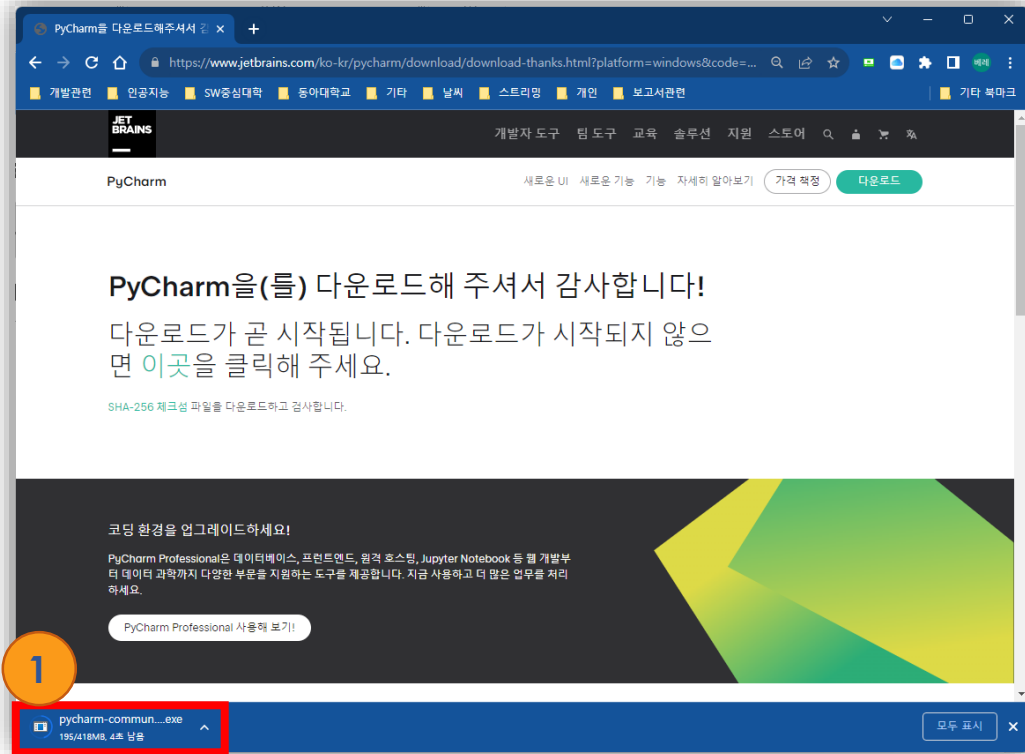 PyCharm을 다운로드해주셔서 감
https://www.jetbrains.com/ko-kr/pycharm/download/download-thanks.html?platform=windows&code=...
베레
개발관련 인공지능 SW중심대학 동아대학교 기타 날씨 스트리밍 개인 보고서관련 기타 북마크
JET
BRAINS
개발자 도구 팀 도구 교육 솔루션 지원 스토어
PyCharm 새로운 UI 새로운 기능 기능 자세히 알아보기 가격 책정 다운로드
PyCharm을(를) 다운로드해 주셔서 감사합니다!
다운로드가 곧 시작됩니다. 다운로드가 시작되지 않으
면 이곳을 클릭해 주세요.
SHA-256 체크섬 파일을 다운로드하고 검사합니다.
코딩 환경을 업그레이드하세요!
PyCharm Professional은 데이터베이스, 프런트엔드, 원격 호스팅, Jupyter Notebook 등 웹 개발부
터 데이터 과학까지 다양한 부문을 지원하는 도구를 제공합니다. 지금 사용하고 더 많은 업무를 처리
하세요.
PyCharm Professional 사용해 보기!
1
pycharm-commun....exe
195/418MB, 4초 남음
모두 표시